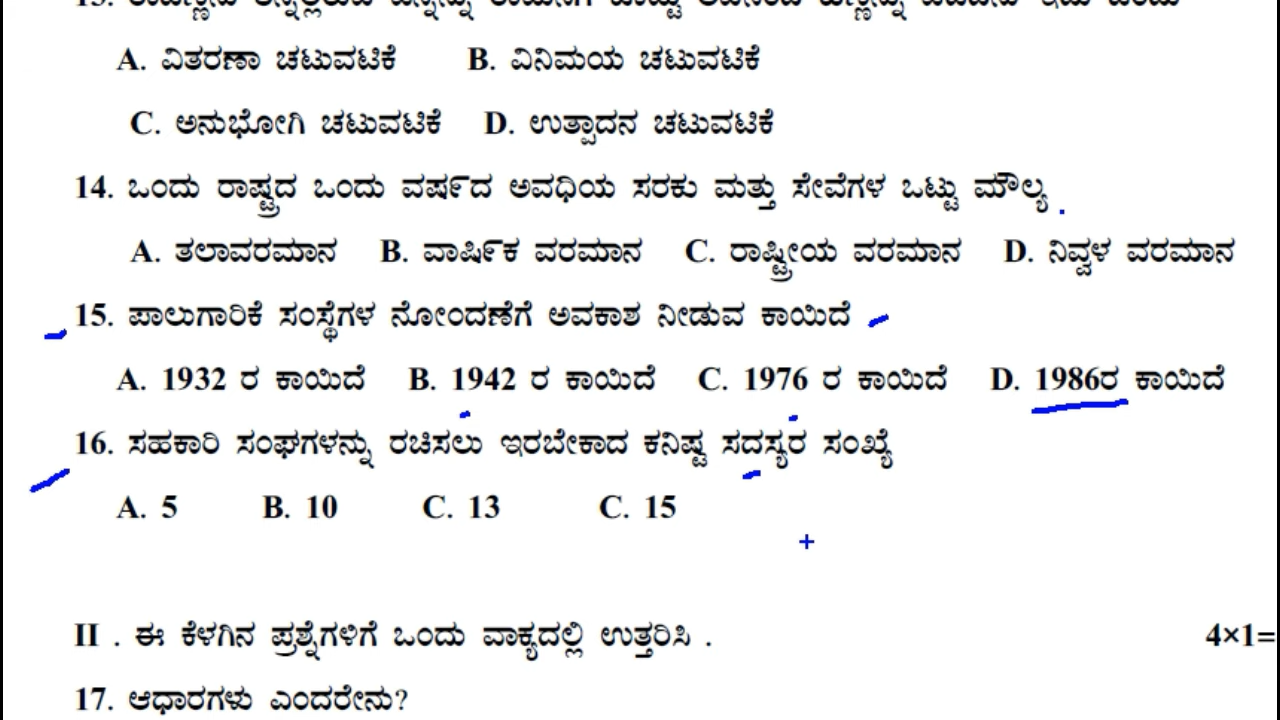 A. ವಿತರಣಾ ಚಟುವಟಿಕೆ B. ವಿನಿಮಯ ಚಟುವಟಿಕೆ
C. ಅನುಭೋಗಿ ಚಟುವಟಿಕೆ D. ಉತ್ಪಾದನ ಚಟುವಟಿಕೆ
14. ಒಂದು ರಾಷ್ಟ್ರದ ಒಂದು ವರ್ಷದ ಅವಧಿಯ ಸರಕು ಮತ್ತು ಸೇವೆಗಳ ಒಟ್ಟು ಮೌಲ್ಯ
A. ತಲಾವರಮಾನ B. ವಾರ್ಷಿಕ ವರಮಾನ C. ರಾಷ್ಟ್ರೀಯ ವರಮಾನ D. ನಿವ್ವಳ ವರಮಾನ
15. ಪಾಲುಗಾರಿಕೆ ಸಂಸ್ಥೆಗಳ ನೋಂದಣೆಗೆ ಅವಕಾಶ ನೀಡುವ ಕಾಯಿದೆ
A. 1932 ರ ಕಾಯಿದೆ B. 1942 ರ ಕಾಯಿದೆ C. 1976 ರ ಕಾಯಿದೆ D. 1986ರ ಕಾಯಿದೆ
16. ಸಹಕಾರಿ ಸಂಘಗಳನ್ನು ರಚಿಸಲು ಇರಬೇಕಾದ ಕನಿಷ್ಟ ಸದಸ್ಯರ ಸಂಖ್ಯೆ
A. 5 B. 10 C. 13 C. 15
II . ಈ ಕೆಳಗಿನ ಪ್ರಶ್ನೆಗಳಿಗೆ ಒಂದು ವಾಕ್ಯದಲ್ಲಿ ಉತ್ತರಿಸಿ . 4×1=
17. ಆಧಾರಗಳು ಎಂದರೇನು?